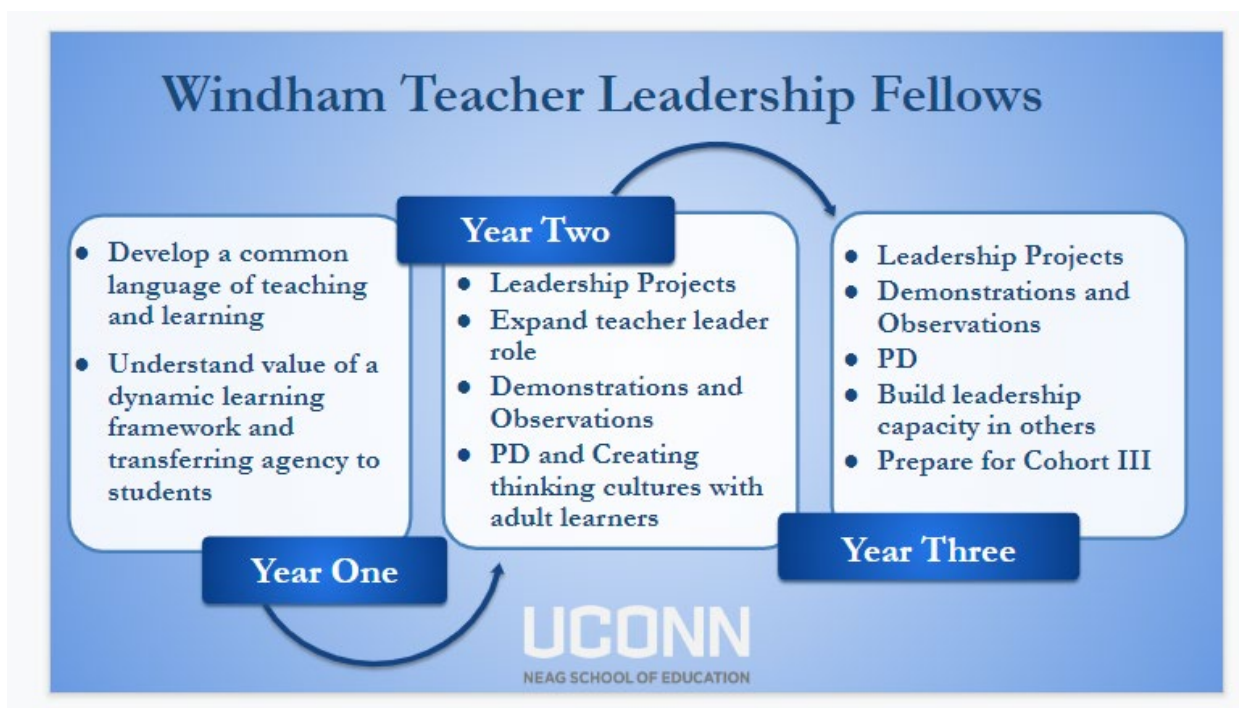 Windham Teacher Leadership Fellows
● Develop a common
language of teaching
and learning
● Understand value of a
dynamic learning
framework and
transferring agency to
students
Year One
Year Two
● Leadership Projects
● Expand teacher leader
role
● Demonstrations and
Observations
● PD and Creating
thinking cultures with
adult learners
● Leadership Projects
● Demonstrations and
Observations
● PD
● Build leadership
capacity in others
● Prepare for Cohort III
Year Three
UCONN
NEAG SCHOOL OF EDUCATION